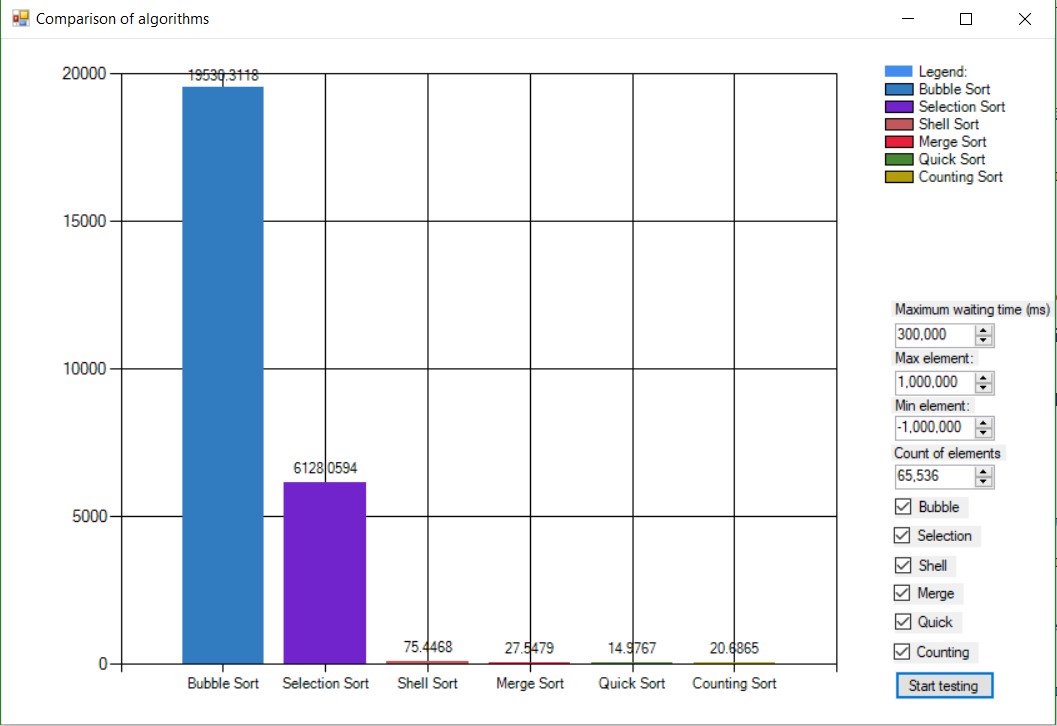 Comparison of algorithms
20000
15000
10000
5000
0
19530.3118
6128.0594
75.4468
27.5479
14.9767
20.6865
Bubble Sort
Selection Sort
Shell Sort
Merge Sort
Quick Sort
Counting Sort
Legend:
Bubble Sort
Selection Sort
Shell Sort
Merge Sort
Quick Sort
Counting Sort
Maximum waiting time (ms)
300,000
Max element:
1,000,000
Min element:
-1,000,000
Count of elements
65,536
Bubble
Selection
Shell
Merge
Quick
Counting
Start testing